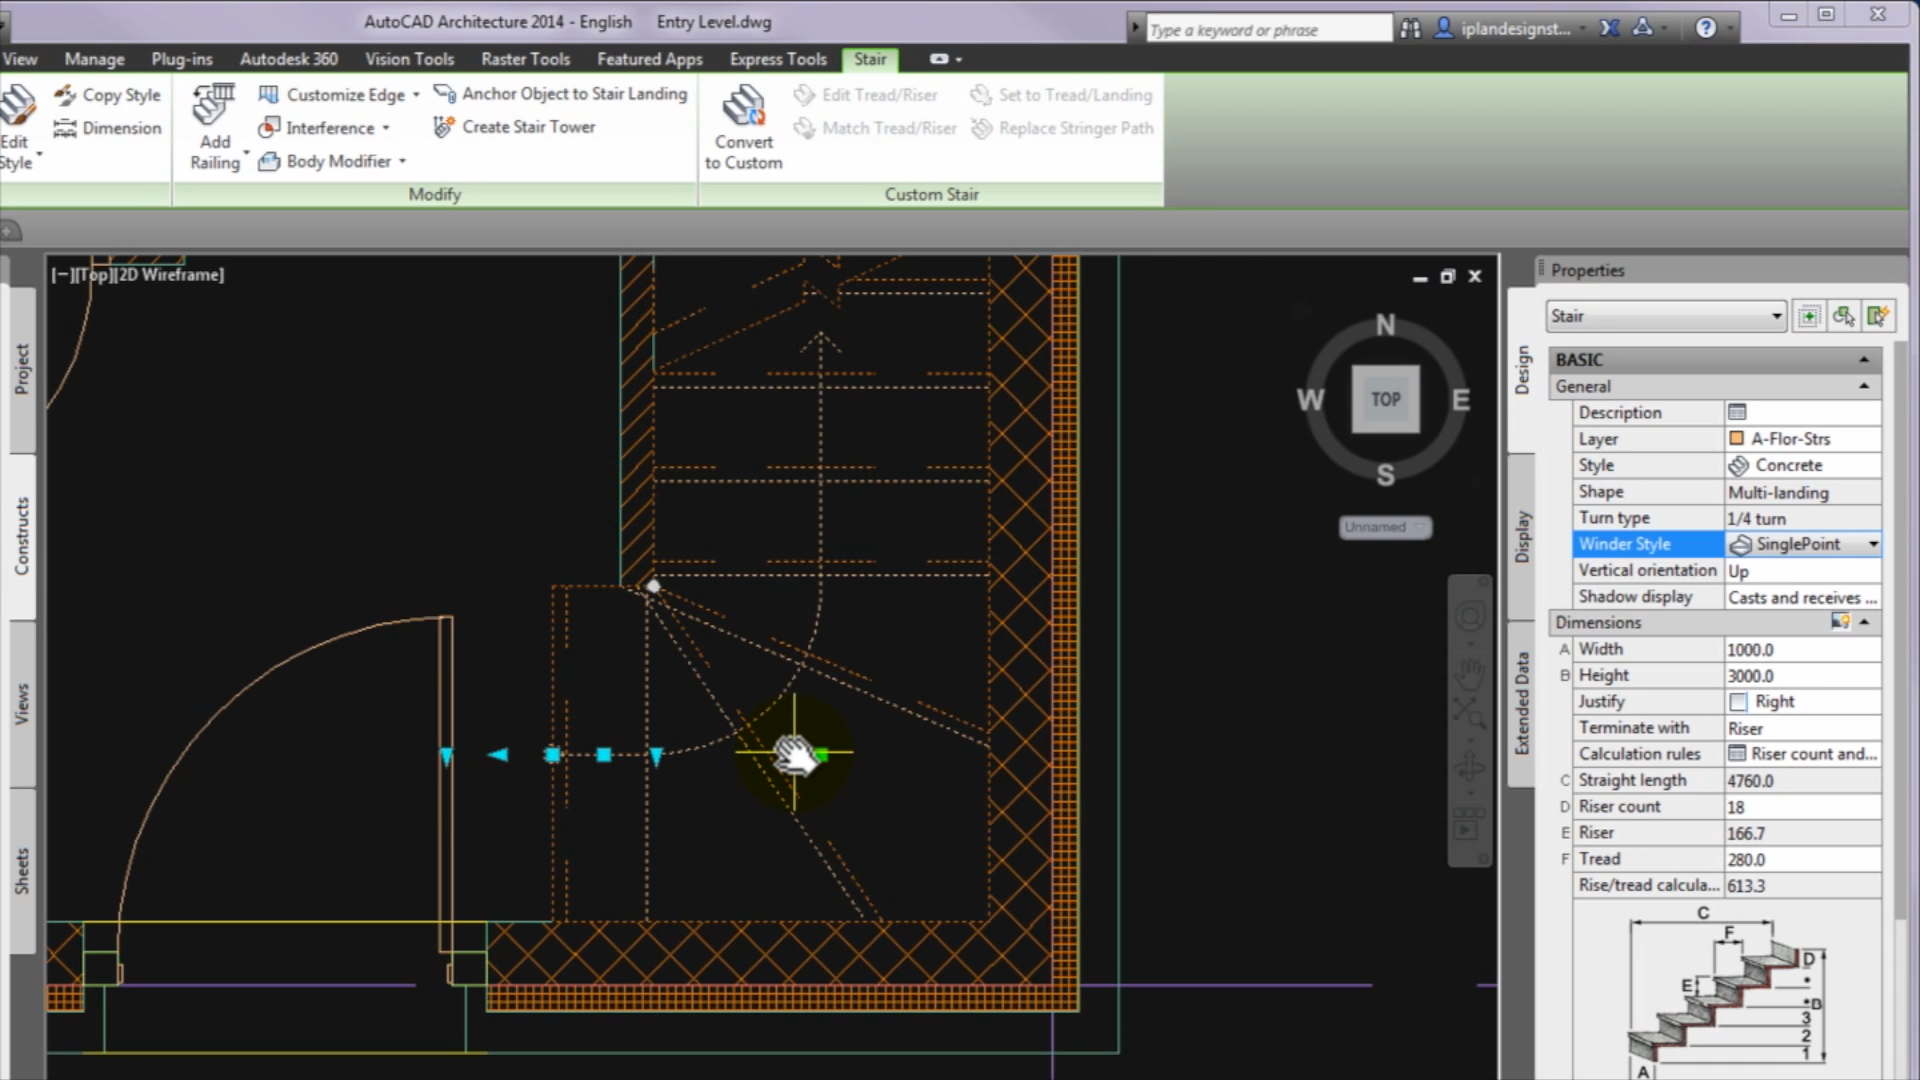 AutoCAD Architecture 2014 - English Entry Level.dwg
Type a keyword or phrase
iplandesignst...
View Manage Plug-ins Autodesk 360 Vision Tools Raster Tools Featured Apps Express Tools Stair
Edit Style
Copy Style
Dimension
Add Railing
Customize Edge
Interference
Body Modifier
Anchor Object to Stair Landing
Create Stair Tower
Modify
Convert to Custom
Edit Tread/Riser
Match Tread/Riser
Set to Tread/Landing
Replace Stringer Path
Custom Stair
[−][Top][2D Wireframe]
Project
Constructs
Views
Sheets
N
W TOP E
S
Unnamed
Properties
Stair
Design
Display
Extended Data
BASIC
General
Description
Layer A-Flor-Strs
Style Concrete
Shape Multi-landing
Turn type 1/4 turn
Winder Style SinglePoint
Vertical orientation Up
Shadow display Casts and receives ...
Dimensions
A Width 1000.0
B Height 3000.0
Justify Right
Terminate with Riser
Calculation rules Riser count and...
C Straight length 4760.0
D Riser count 18
E Riser 166.7
F Tread 280.0
Rise/tread calcula... 613.3
C
F
D
E
B
3
2
1
A